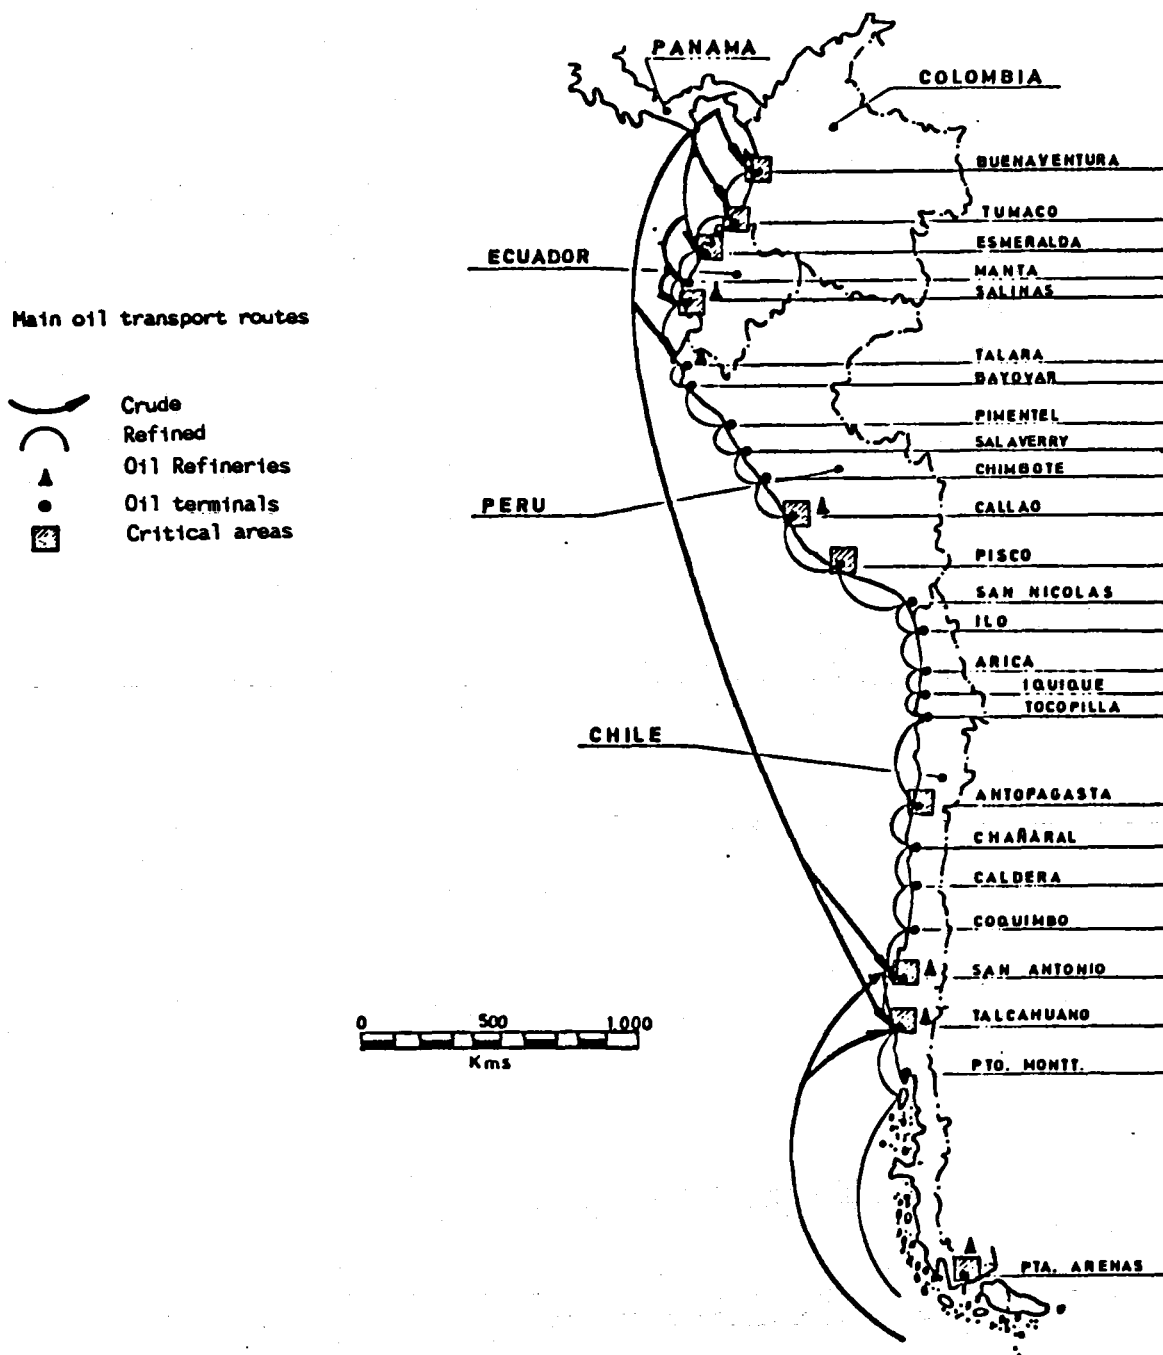 PANAMA
COLOMBIA
BUENAVENTURA
TUMACO
ESMERALDA
ECUADOR
MANTA
SALINAS
Main oil transport routes
TALARA
BAYOVAR
Crude
PIMENTEL
Refined
SALAVERRY
Oil Refineries
CHIMBOTE
Oil terminals
PERU
CALLAO
Critical areas
PISCO
SAN NICOLAS
ILO
ARICA
IQUIQUE
TOCOPILLA
CHILE
ANTOFAGASTA
CHAÑARAL
CALDERA
COQUIMBO
SAN ANTONIO
TALCAHUANO
0 500 1.000
Kms
PTO. MONTT.
PTA. ARENAS